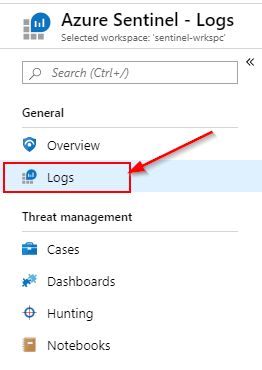 Azure Sentinel - Logs
Selected workspace: 'sentinel-wrkspc'
Search (Ctrl+/)
General
Overview
Logs
Threat management
Cases
Dashboards
Hunting
Notebooks